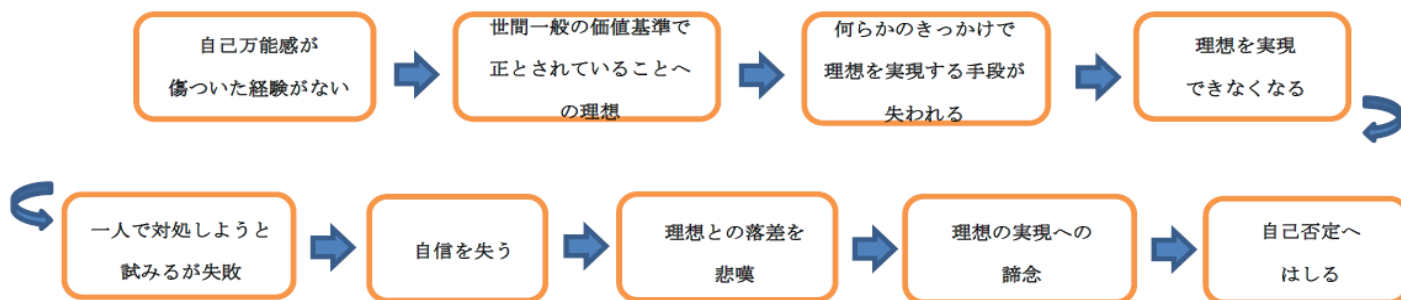 自己万能感が
傷ついた経験がない
世間一般の価値基準で
正とされていることへ
の理想
何らかのきっかけで
理想を実現する手段が
失われる
理想を実現
できなくなる
一人で対処しようと
試みるが失敗
自信を失う
理想との落差を
悲嘆
理想の実現への
諦念
自己否定へ
はしる